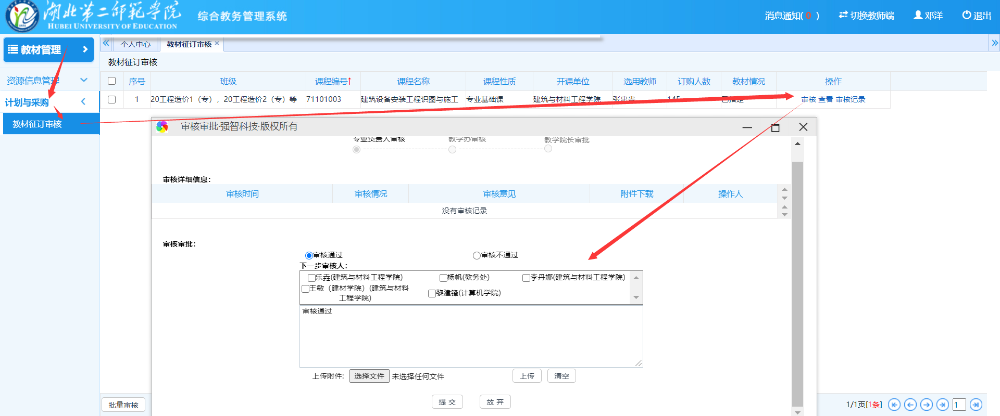 湖北第二师范学院
HUBEI UNIVERSITY OF EDUCATION
综合教务管理系统
消息通知( 0 )
切换教师端
邓洋
退出
教材管理
个人中心
教材征订审核
教材征订审核
资源信息管理
计划与采购
教材征订审核
序号 班级 课程编号↑ 课程名称 课程性质 开课单位 选用教师 订购人数 教材情况 操作
1 20工程造价1（专），20工程造价2（专）等 71101003 建筑设备安装工程识图与施工 专业基础课 建筑与材料工程学院 审核 查看 审核记录
审核审批·强智科技·版权所有
专业负责人审核 教学办审核 教学院长审批
审核详细信息：
审核时间 审核情况 审核意见 附件下载 操作人
没有审核记录
审核审批：
审核通过 审核不通过
下一步审核人：
乐垚(建筑与材料工程学院) 杨帆(教务处) 李丹娜(建筑与材料工程学院)
王敏（建材学院）(建筑与材料
工程学院) 黎建锋(计算机学院)
审核通过
上传附件： 选择文件 未选择任何文件 上传 清空
提 交 放 弃
批量审核
1/1页[1条] 1